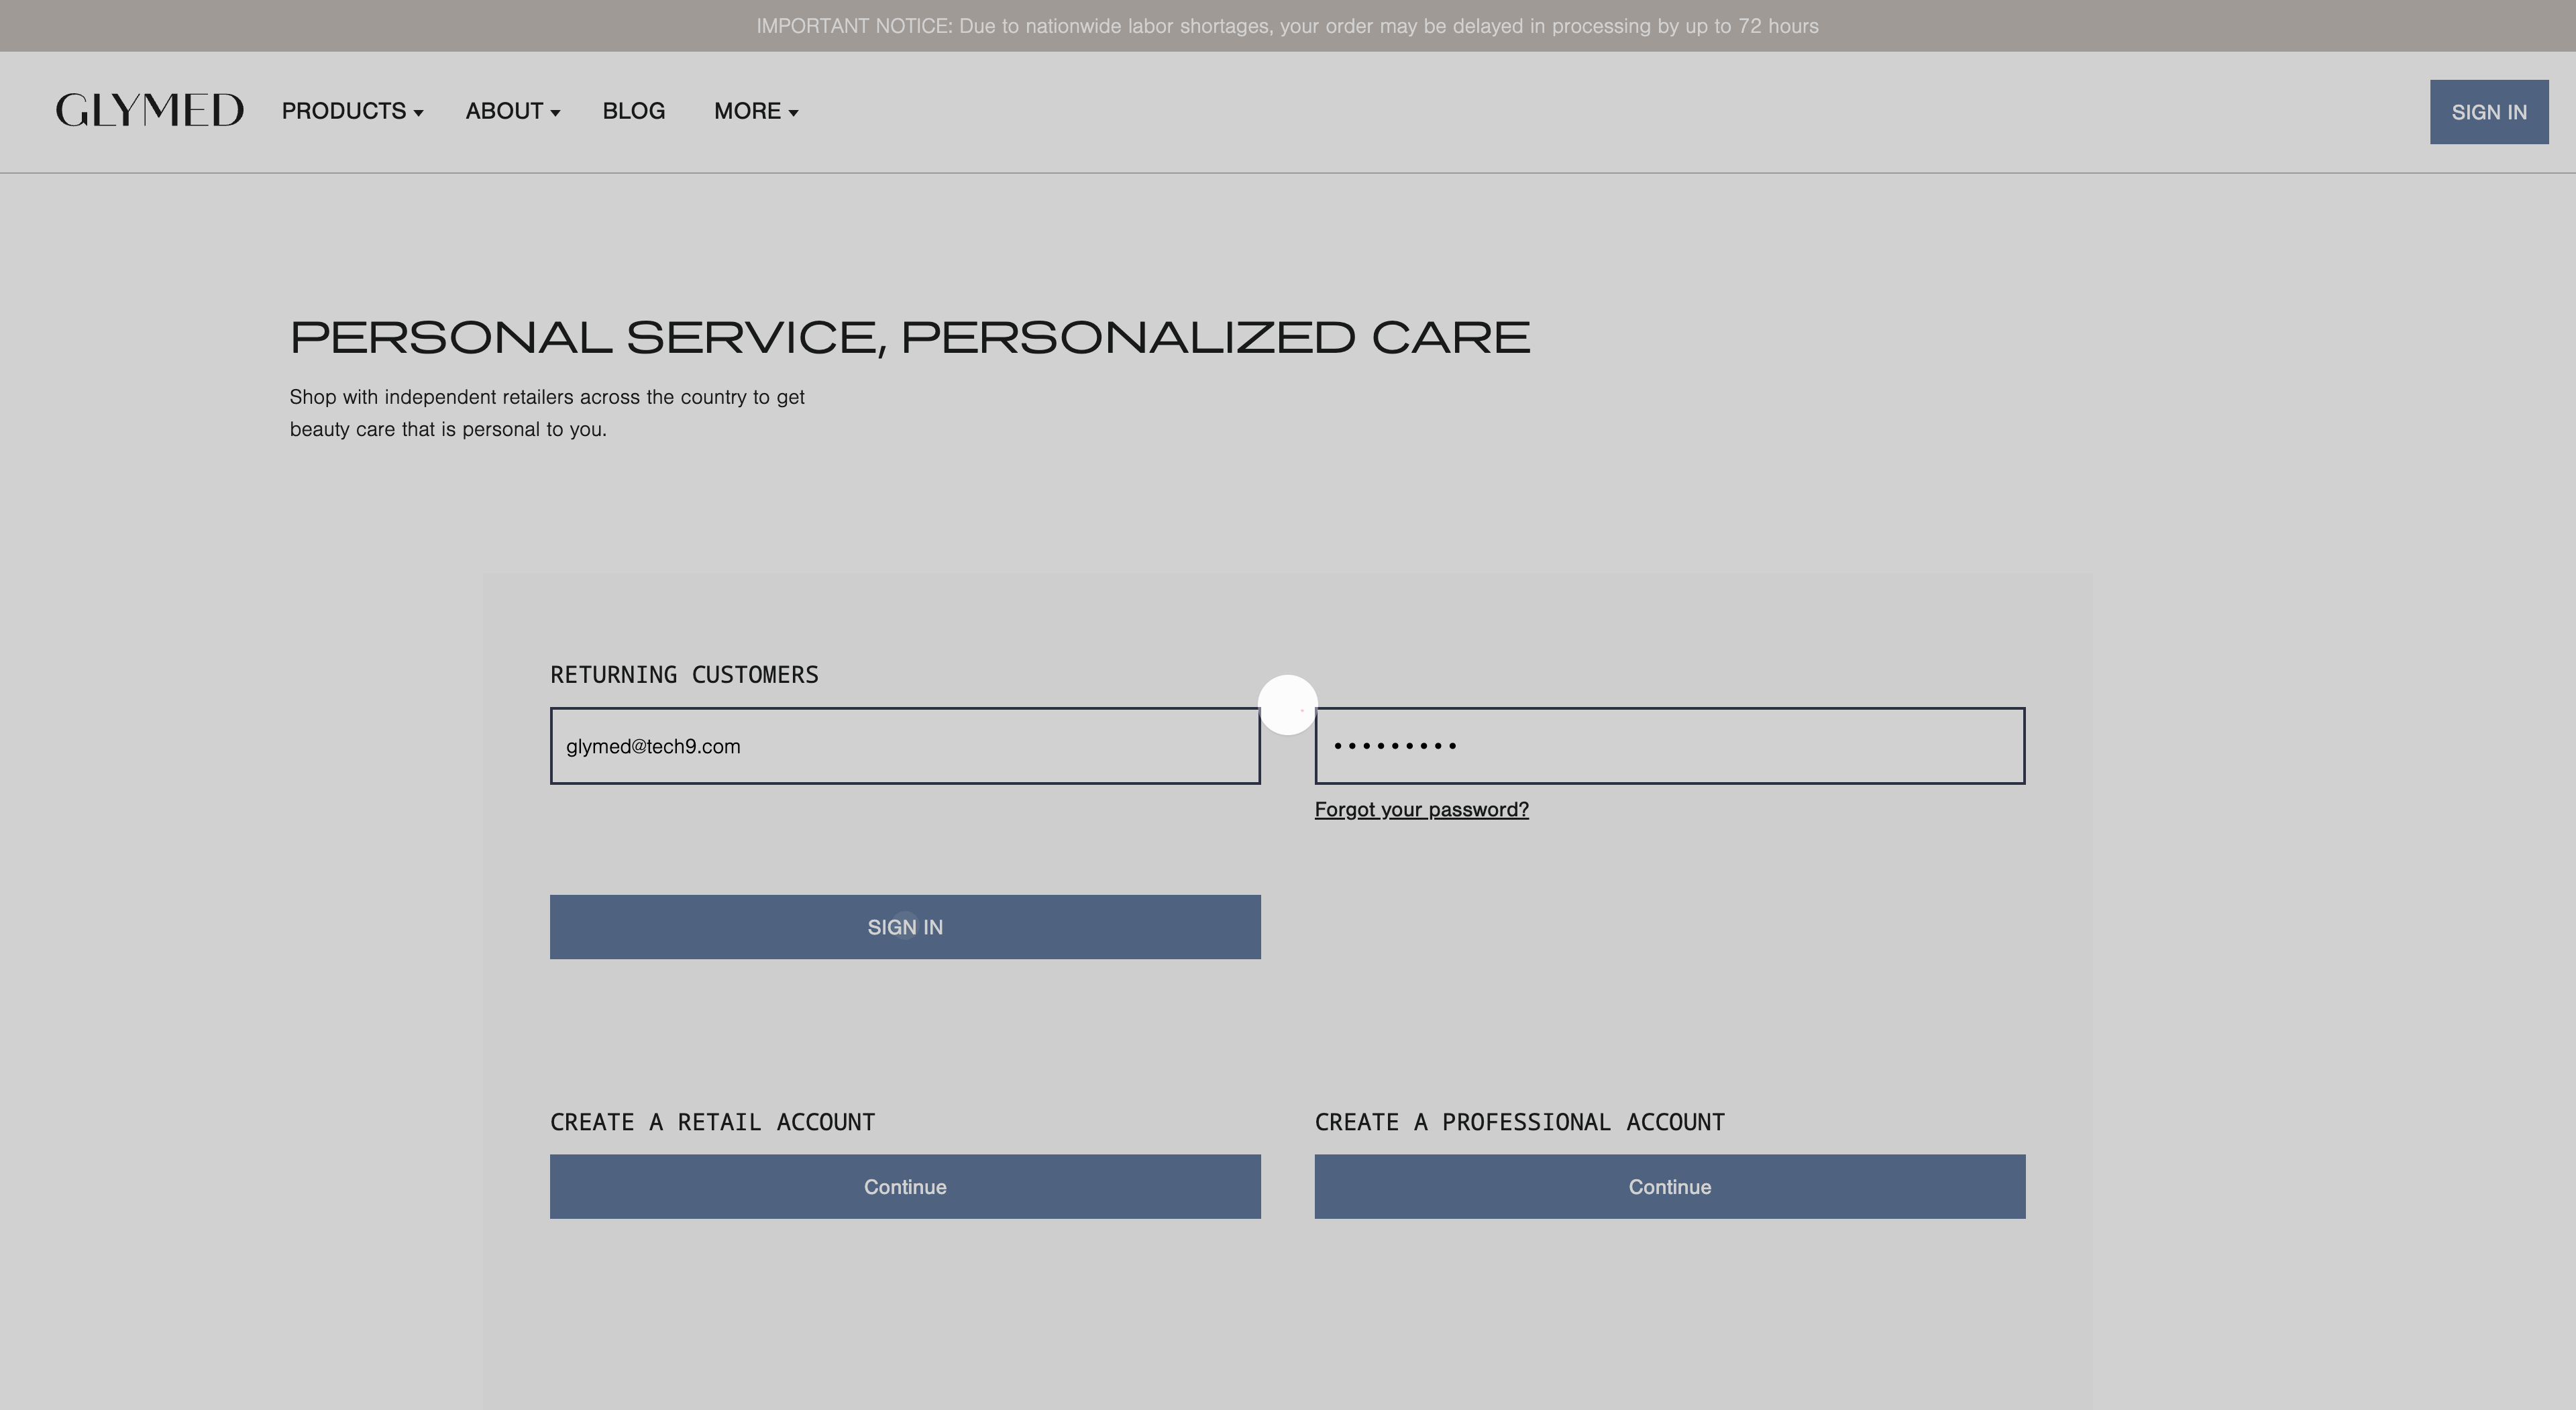 IMPORTANT NOTICE: Due to nationwide labor shortages, your order may be delayed in processing by up to 72 hours
GLYMED PRODUCTS ABOUT BLOG MORE SIGN IN
PERSONAL SERVICE, PERSONALIZED CARE
Shop with independent retailers across the country to get
beauty care that is personal to you.
RETURNING CUSTOMERS
glymed@tech9.com •••••••••
Forgot your password?
SIGN IN
CREATE A RETAIL ACCOUNT CREATE A PROFESSIONAL ACCOUNT
Continue Continue